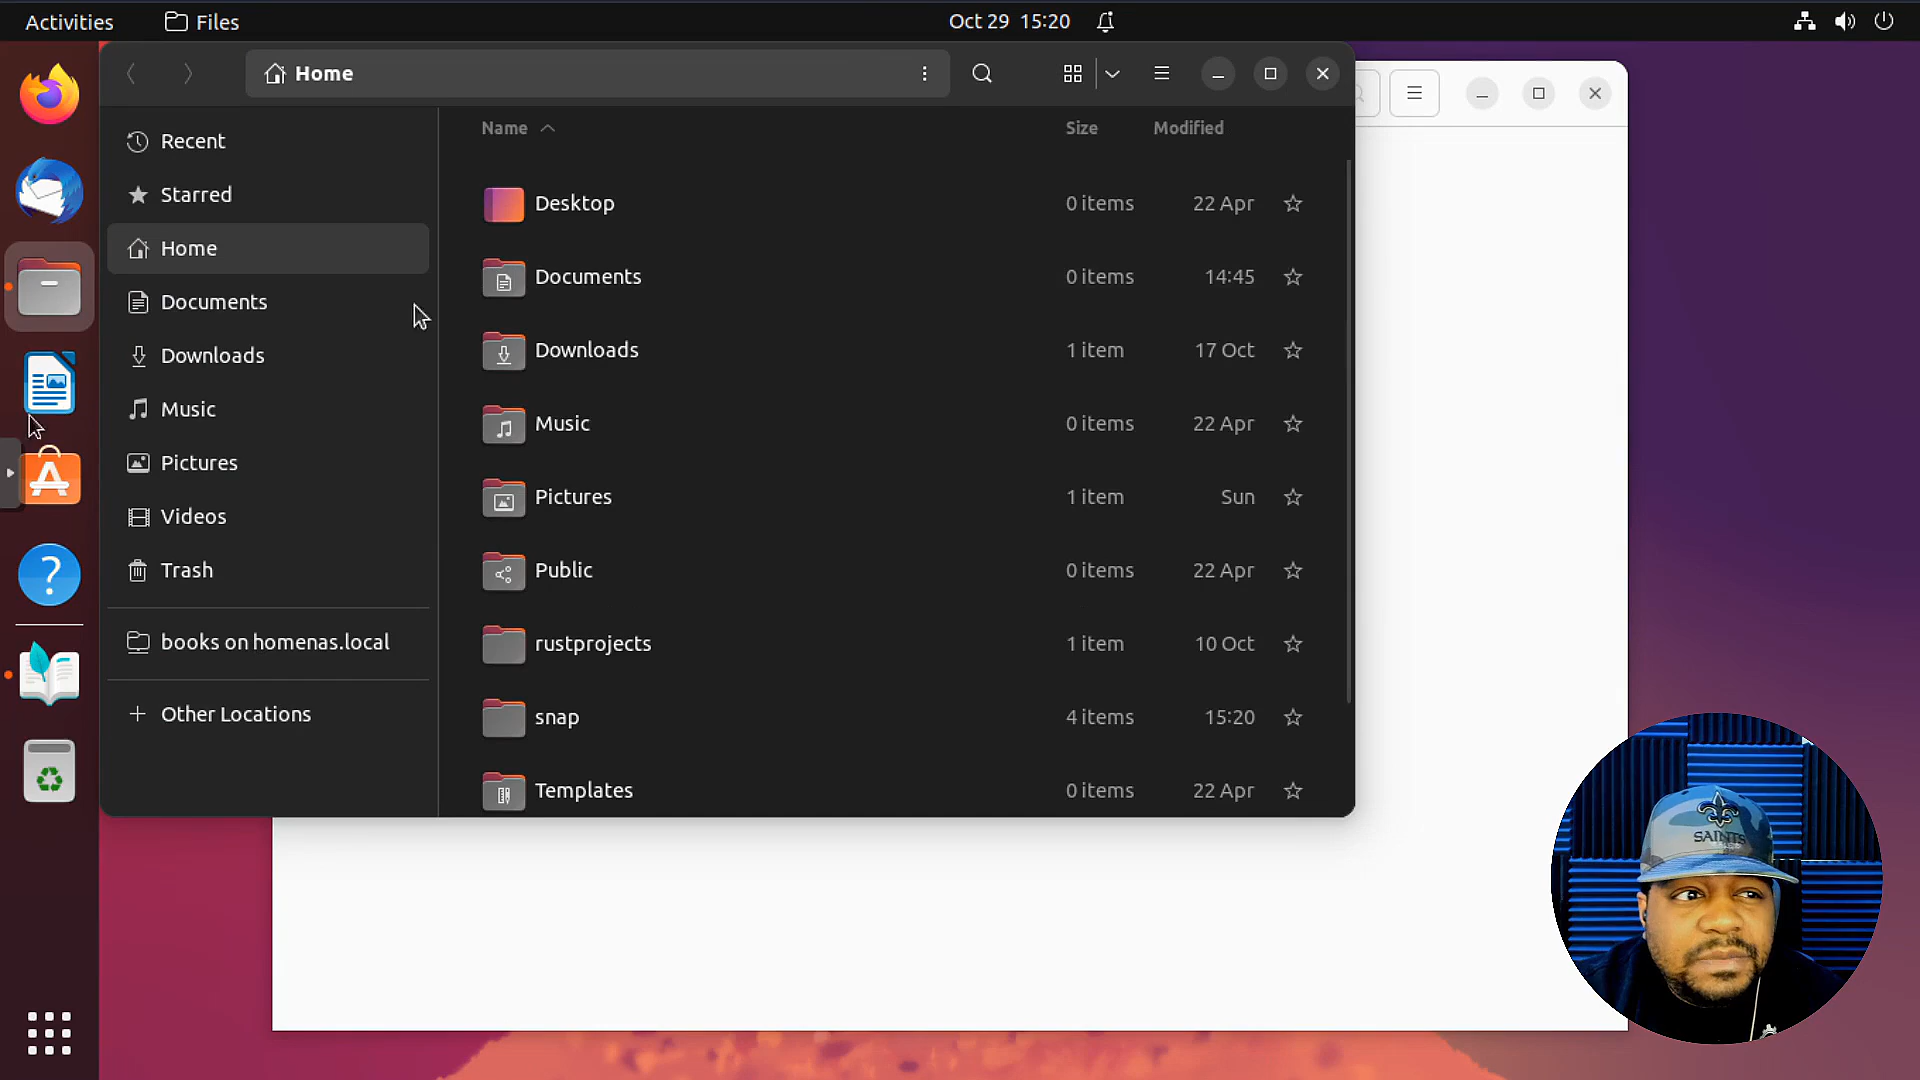 Activities
Files
Oct 29 15:20
Home
Recent
Starred
Home
Documents
Downloads
Music
Pictures
Videos
Trash
books on homenas.local
Other Locations
Name Size Modified
Desktop 0 items 22 Apr
Documents 0 items 14:45
Downloads 1 item 17 Oct
Music 0 items 22 Apr
Pictures 1 item Sun
Public 0 items 22 Apr
rustprojects 1 item 10 Oct
snap 4 items 15:20
Templates 0 items 22 Apr
SAINTS